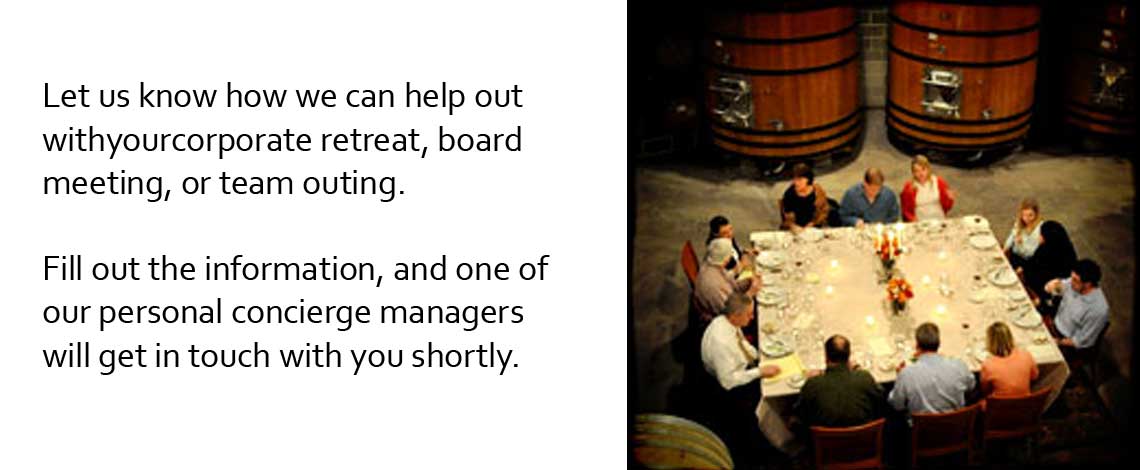 Let us know how we can help out
withyourcorporate retreat, board
meeting, or team outing.
Fill out the information, and one of
our personal concierge managers
will get in touch with you shortly.